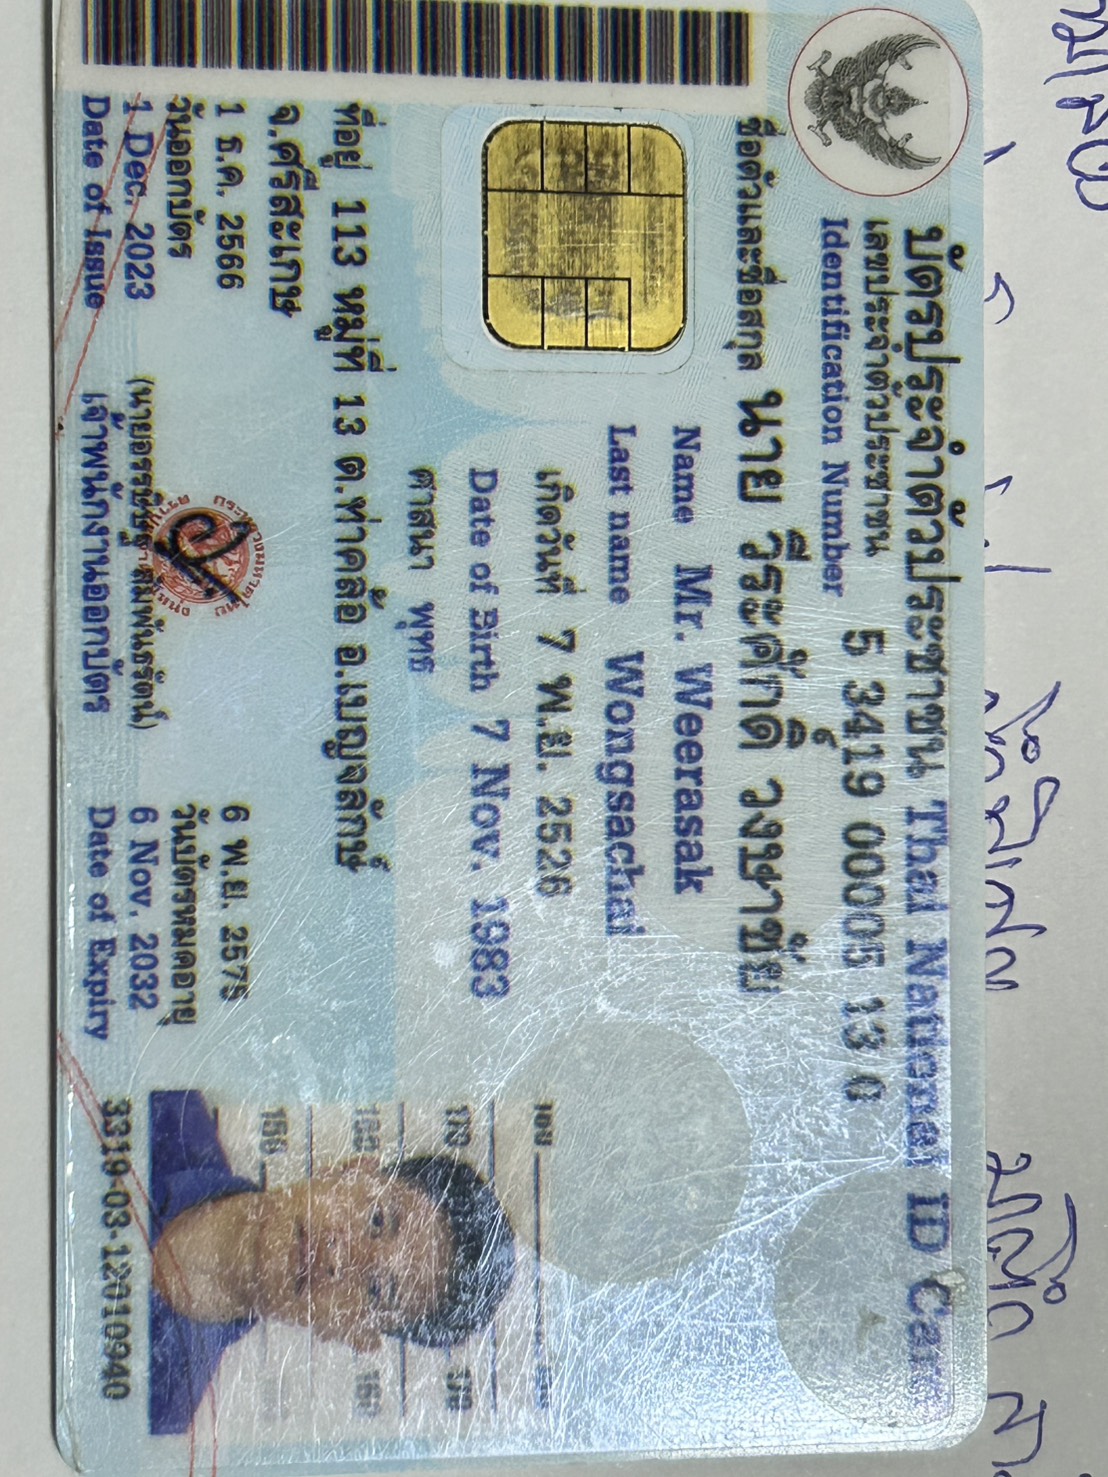 บัตรประจำตัวประชาชน Thai National ID Card
เลขประจำตัวประชาชน 5 3419 00005 13 0
Identification Number
ชื่อตัวและชื่อสกุล นาย วีระศักดิ์ วงษาชัย
Name Mr. Weerasak
Last name Wongsachai
เกิดวันที่ 7 พ.ย. 2526
Date of Birth 7 Nov. 1983
ศาสนา พุทธ
ที่อยู่ 113 หมู่ที่ 13 ต.ท่าคล้อ อ.เบญจลักษ์
จ.ศรีสะเกษ
1 ธ.ค. 2566
วันออกบัตร
1 Dec. 2023
Date of Issue
เจ้าพนักงานออกบัตร
6 พ.ย. 2575
วันบัตรหมดอายุ
6 Nov. 2032
Date of Expiry
170
160
150
3319-03-12010940